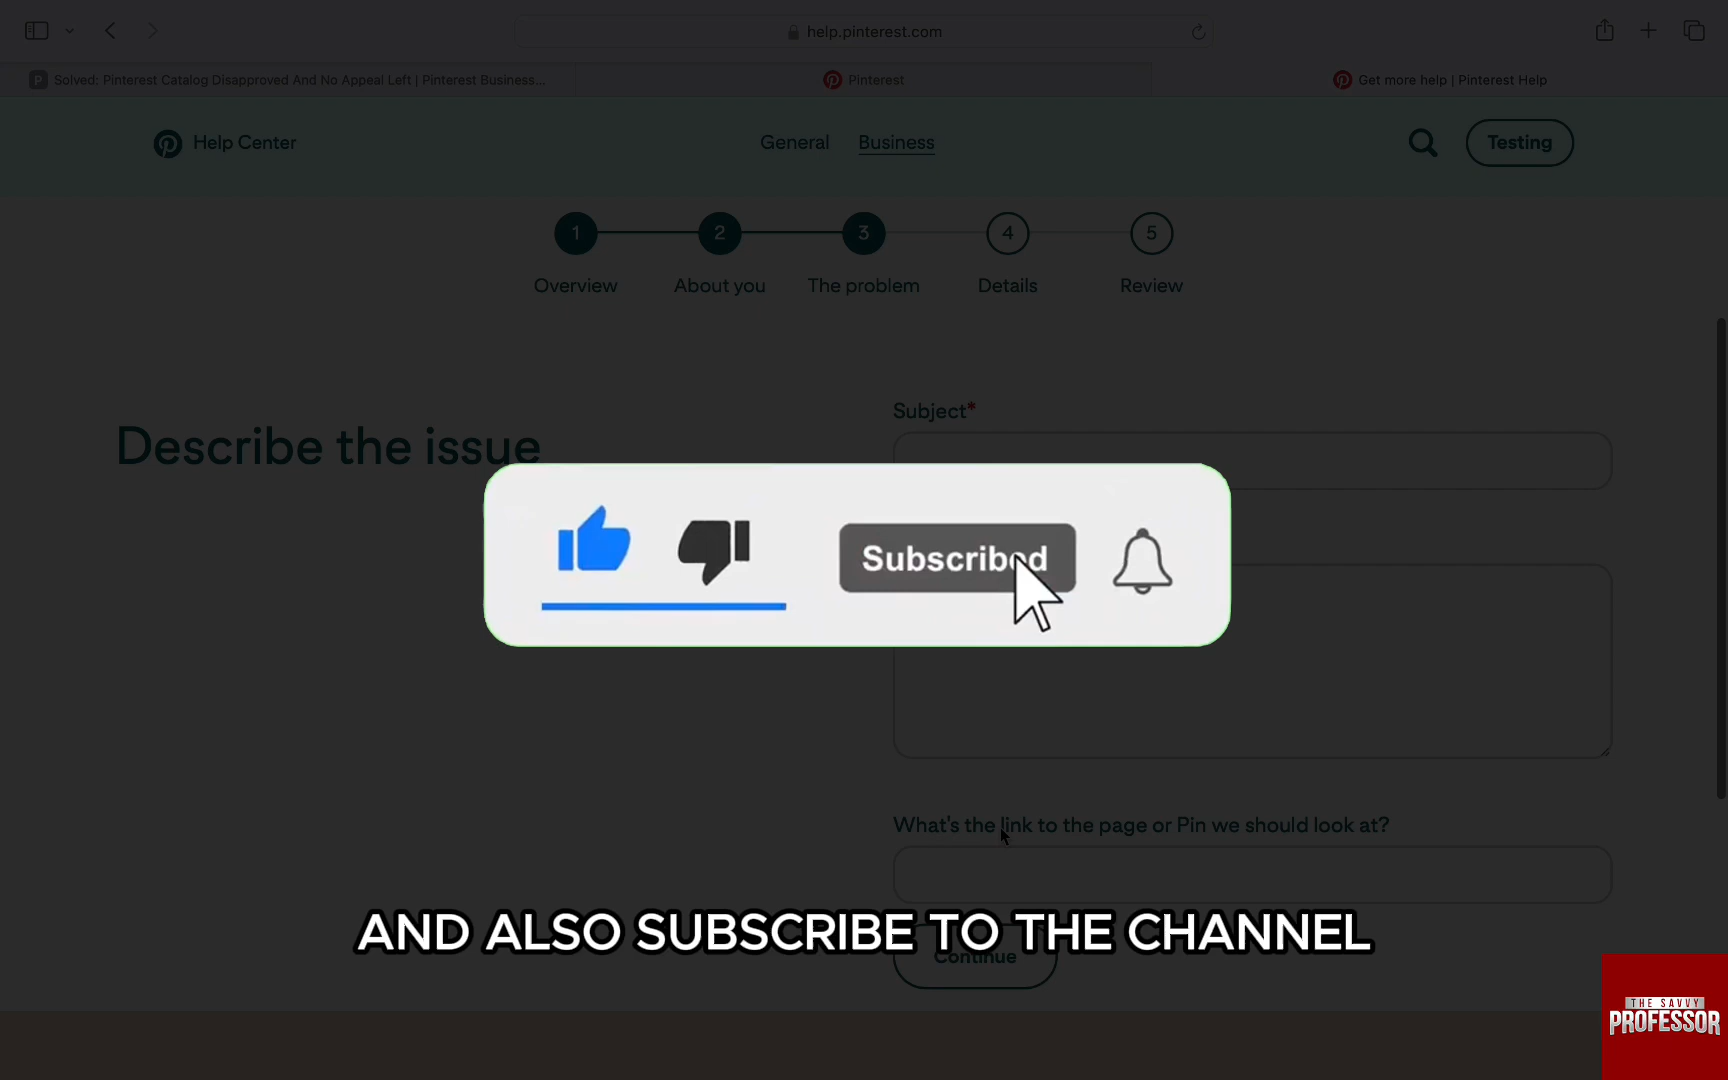 help.pinterest.com
Solved: Pinterest Catalog Disapproved And No Appeal Left | Pinterest Business...
Pinterest
Get more help | Pinterest Help
Help Center
General
Business
Testing
1
2
3
4
5
Overview
About you
The problem
Details
Review
Describe the issue
Subject*
Subscribed
What's the link to the page or Pin we should look at?
AND ALSO SUBSCRIBE TO THE CHANNEL
Continue
THE SAVVY
PROFESSOR